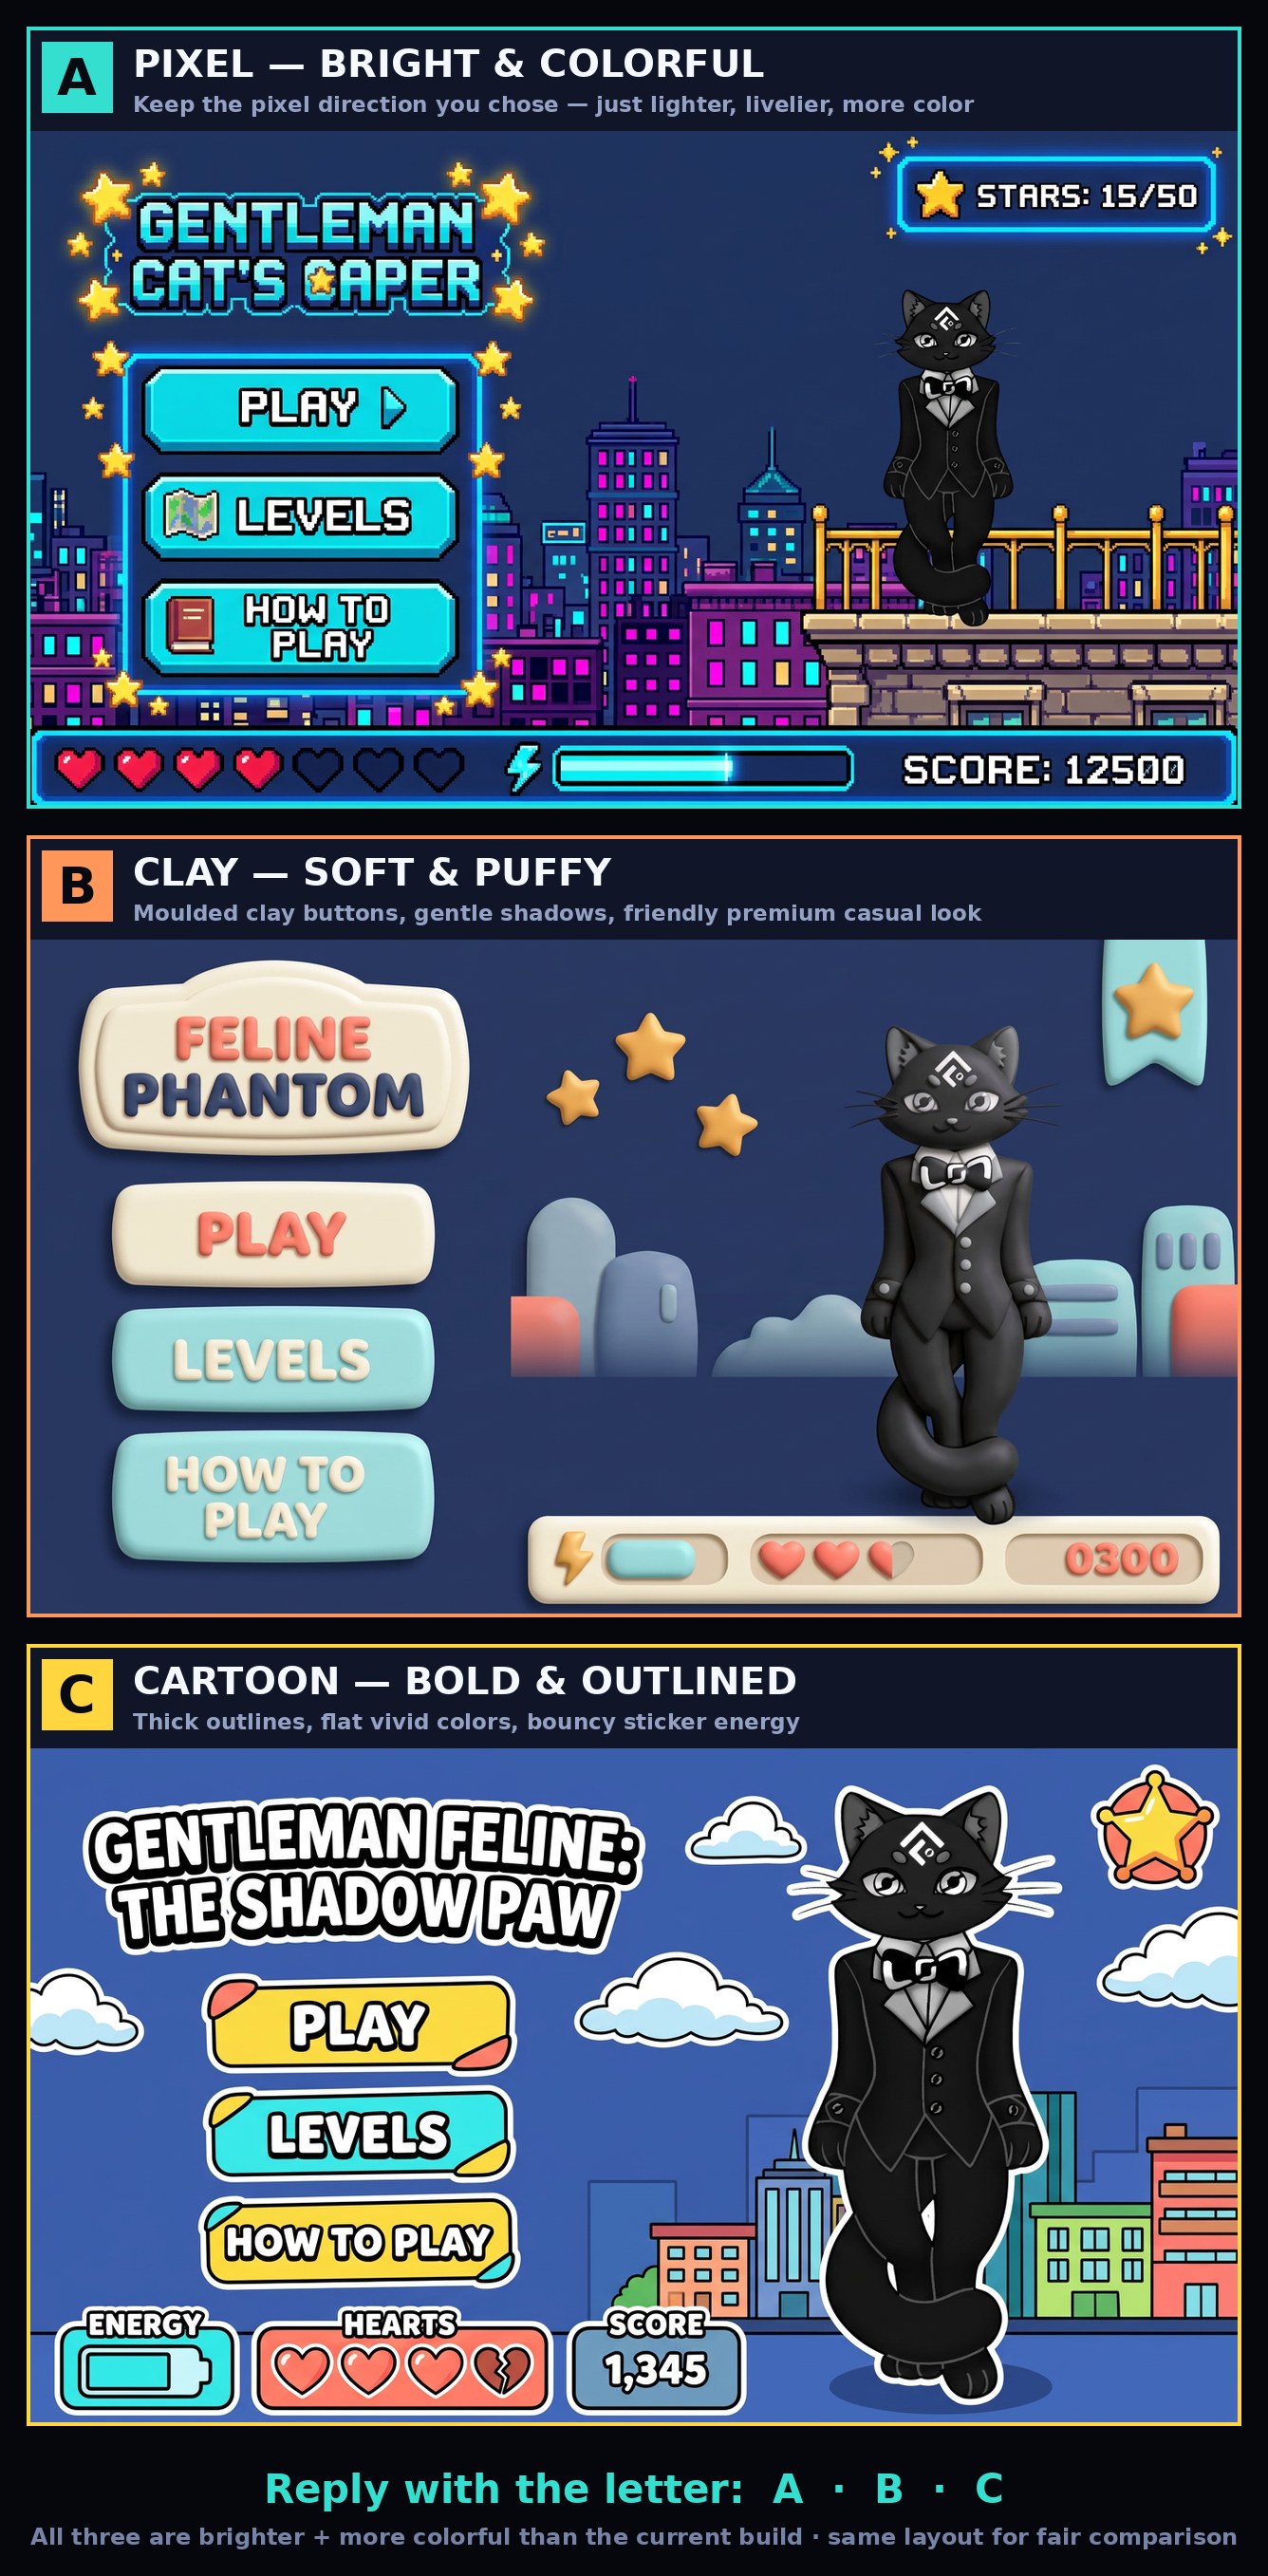 A
PIXEL — BRIGHT & COLORFUL
Keep the pixel direction you chose — just lighter, livelier, more color
GENTLEMAN
CAT'S CAPER
STARS: 15/50
PLAY
LEVELS
HOW TO
PLAY
SCORE: 12500
B
CLAY — SOFT & PUFFY
Moulded clay buttons, gentle shadows, friendly premium casual look
FELINE
PHANTOM
PLAY
LEVELS
HOW TO
PLAY
0300
C
CARTOON — BOLD & OUTLINED
Thick outlines, flat vivid colors, bouncy sticker energy
GENTLEMAN FELINE:
THE SHADOW PAW
PLAY
LEVELS
HOW TO PLAY
ENERGY
HEARTS
SCORE
1,345
Reply with the letter: A · B · C
All three are brighter + more colorful than the current build · same layout for fair comparison